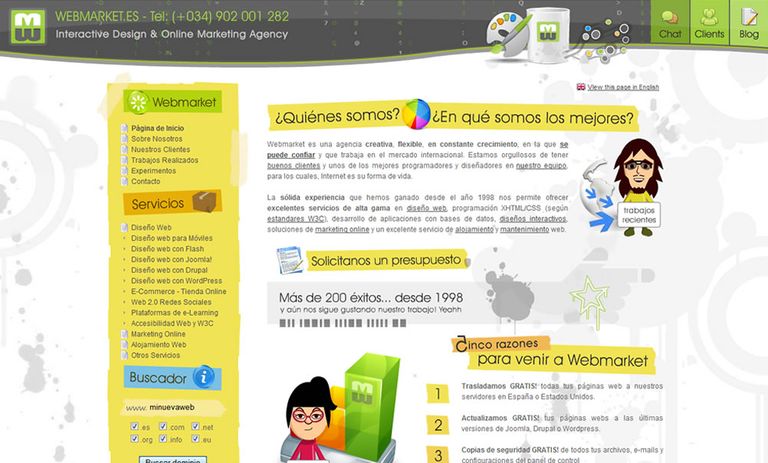 WEBMARKET.ES - Tel: (+034) 902 001 282
Interactive Design & Online Marketing Agency
Chat
Clients
Blog
View this page in English
Webmarket
Página de Inicio
Sobre Nosotros
Nuestros Clientes
Trabajos Realizados
Experimentos
Contacto
Servicios
Diseño Web
Diseño web para Móviles
Diseño web con Flash
Diseño web con Joomla!
Diseño web con Drupal
Diseño web con WordPress
E-Commerce - Tienda Online
Web 2.0 Redes Sociales
Plataformas de e-Learning
Accesibilidad Web y W3C
Marketing Online
Alojamiento Web
Otros Servicios
Buscador
www. minuevaweb
.es .com .net
.org .info .eu
Buscar dominio
¿Quiénes somos? ¿En qué somos los mejores?
Webmarket es una agencia creativa, flexible, en constante crecimiento, en la que se
puede confiar y que trabaja en el mercado internacional. Estamos orgullosos de tener
buenos clientes y unos de los mejores programadores y diseñadores en nuestro equipo,
para los cuales, Internet es su forma de vida.
La sólida experiencia que hemos ganado desde el año 1998 nos permite ofrecer
excelentes servicios de alta gama en diseño web, programación XHTML/CSS (según
estandares W3C), desarrollo de aplicaciones con bases de datos, diseños interactivos,
soluciones de marketing online y un excelente servicio de alojamiento y mantenimiento web.
trabajos
recientes
Solicitanos un presupuesto
Más de 200 éxitos... desde 1998
y aún nos sigue gustando nuestro trabajo! Yeahh
Cinco razones
para venir a Webmarket
1 Trasladamos GRATIS! todas tus páginas web a nuestros
servidores en España o Estados Unidos.
2 Actualizamos GRATIS! tus páginas webs a las últimas
versiones de Joomla, Drupal o Wordpress.
3 Copias de seguridad GRATIS! de todos tus archivos, e-mails y
configuraciones del panel de control